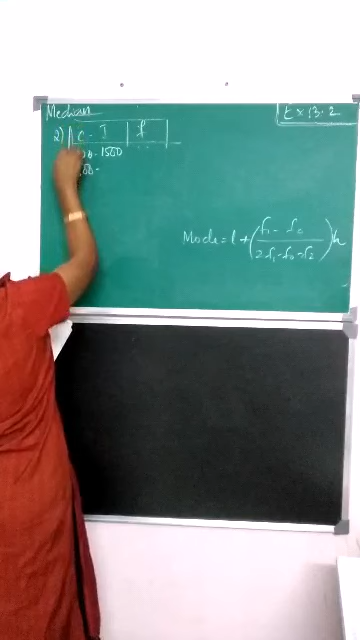 Median
Ex 13.2
2) C - I f
- 1500
Mode = l + (f₁ - f₀ / 2f₁ - f₀ - f₂) h